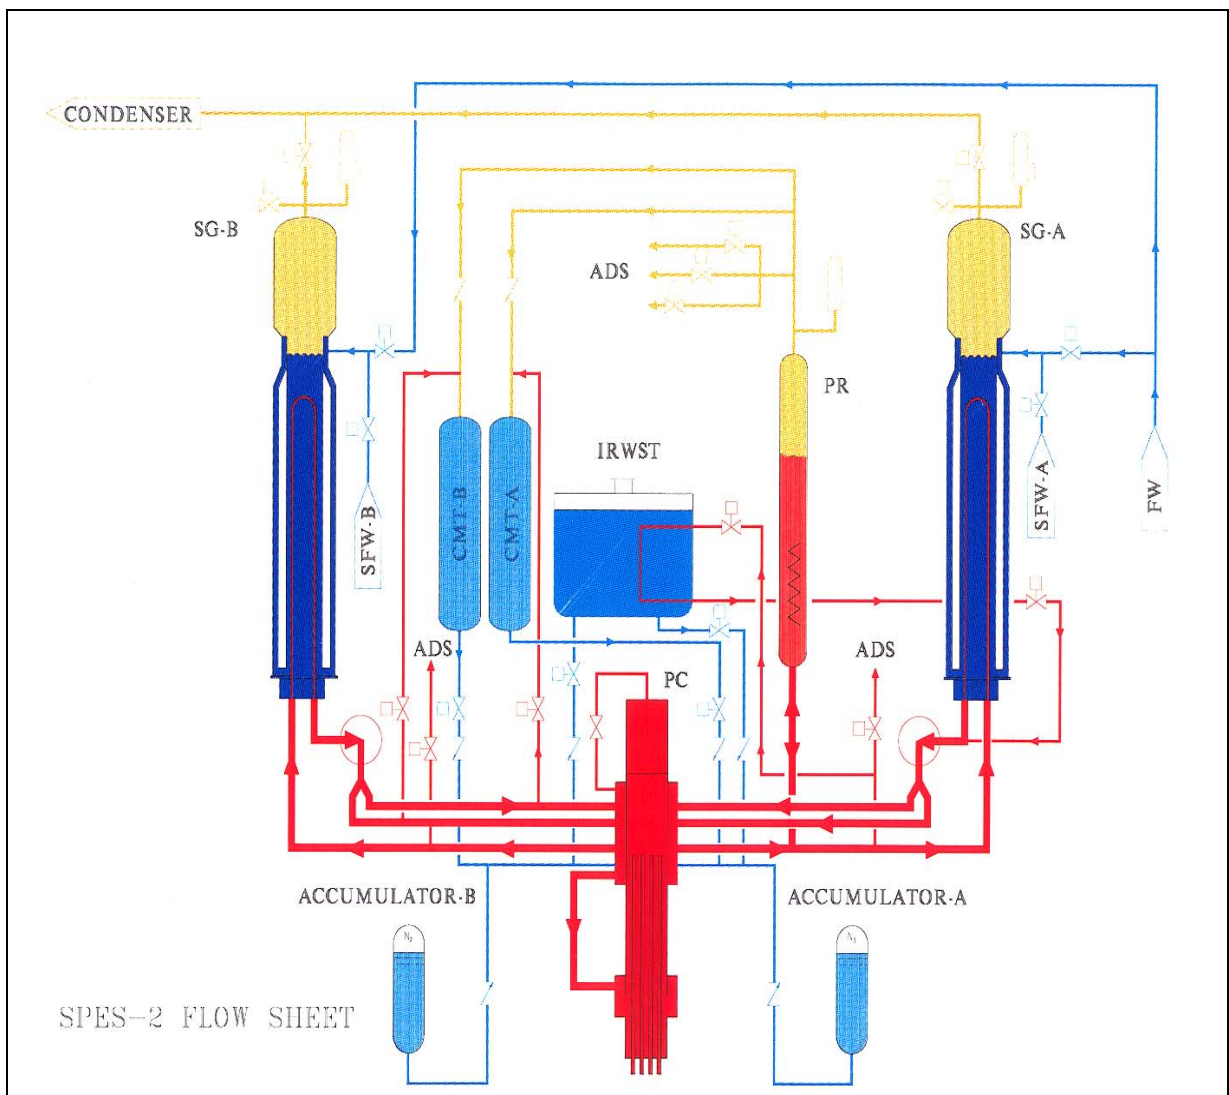 CONDENSER
SG-B
SG-A
ADS
PR
IRWST
SFW-B
CMT-B
CMT-A
SFW-A
FW
ADS
PC
ADS
ACCUMULATOR-B
ACCUMULATOR-A
N₂
SPES-2 FLOW SHEET